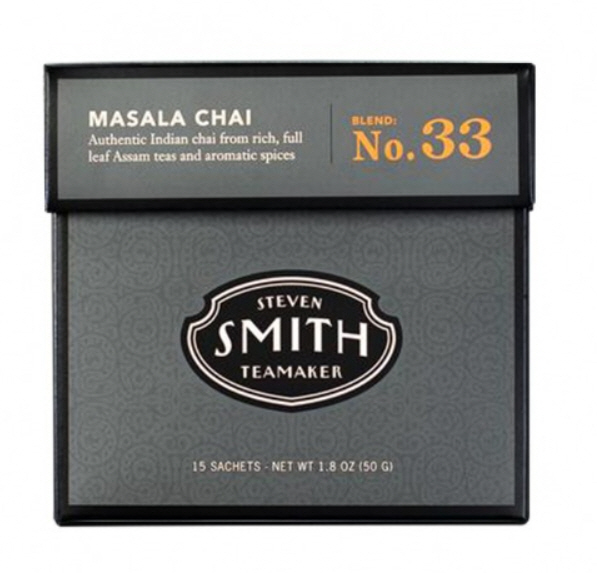 MASALA CHAI
Authentic Indian chai from rich, full
leaf Assam teas and aromatic spices
BLEND:
No. 33
STEVEN
SMITH
TEAMAKER
15 SACHETS - NET WT 1.8 OZ (50 G)